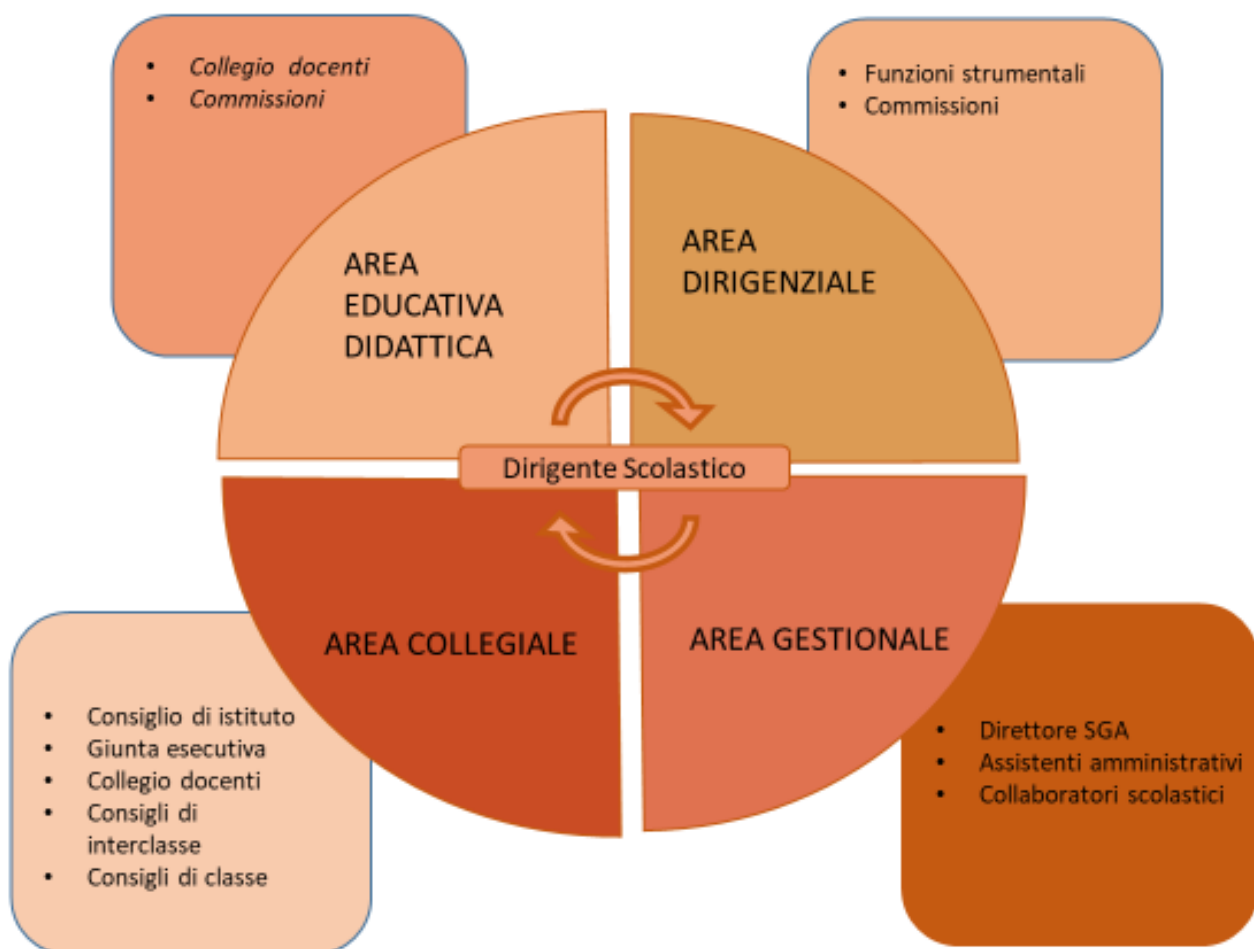 • Collegio docenti
• Commissioni
• Funzioni strumentali
• Commissioni
AREA
EDUCATIVA
DIDATTICA
AREA
DIRIGENZIALE
Dirigente Scolastico
AREA COLLEGIALE
AREA GESTIONALE
• Consiglio di istituto
• Giunta esecutiva
• Collegio docenti
• Consigli di
interclasse
• Consigli di classe
• Direttore SGA
• Assistenti amministrativi
• Collaboratori scolastici